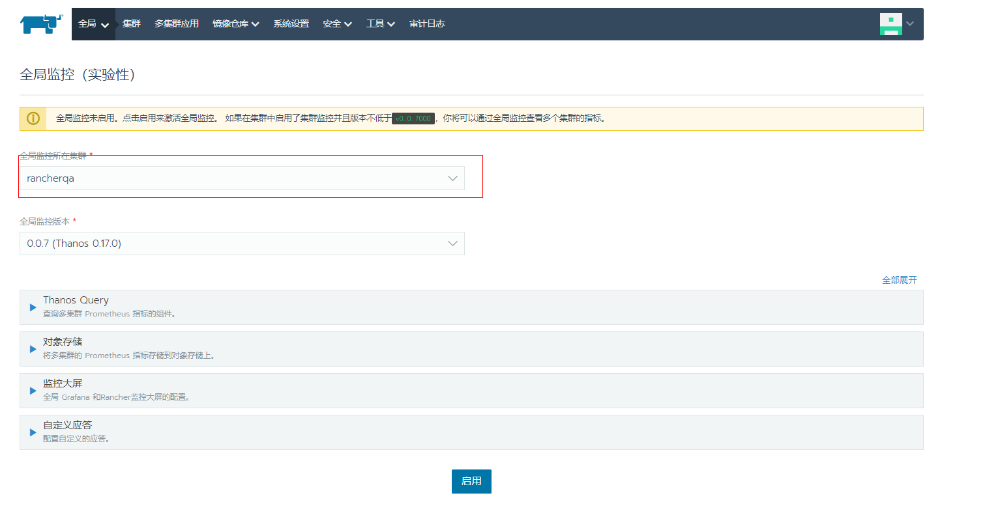 全局 集群 多集群应用 镜像仓库 系统设置 安全 工具 审计日志
全局监控（实验性）
全局监控未启用。点击启用来激活全局监控。 如果在集群中启用了集群监控并且版本不低于v0.0.7000，你将可以通过全局监控查看多个集群的指标。
全局监控所在集群 *
rancherqa
全局监控版本 *
0.0.7 (Thanos 0.17.0)
全部展开
Thanos Query
查询多集群 Prometheus 指标的组件。
对象存储
将多集群的 Prometheus 指标存储到对象存储上。
监控大屏
全局 Grafana 和Rancher监控大屏的配置。
自定义应答
配置自定义的应答。
启用